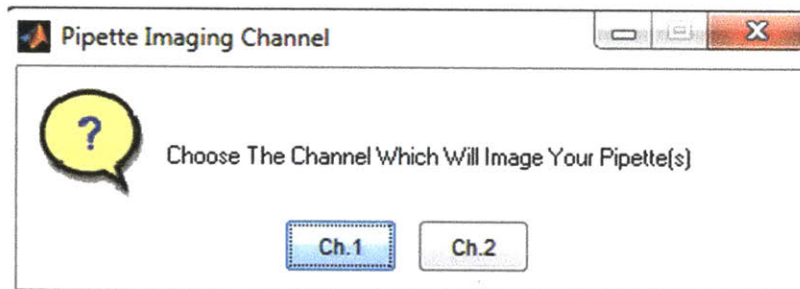 Pipette Imaging Channel
?
Choose The Channel Which Will Image Your Pipette(s)
Ch.1 Ch.2